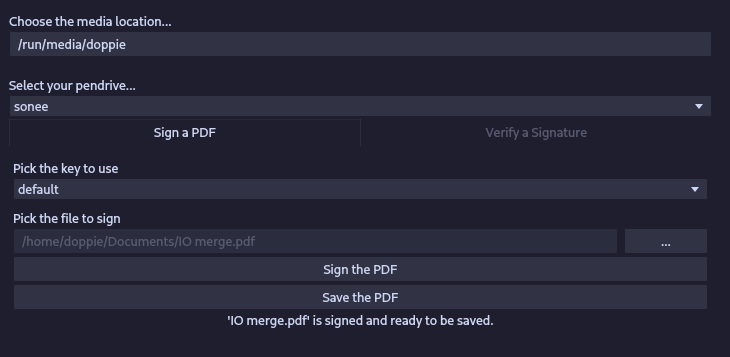 Choose the media location...
/run/media/doppie
Select your pendrive...
sonee
Sign a PDF
Verify a Signature
Pick the key to use
default
Pick the file to sign
/home/doppie/Documents/IO merge.pdf
...
Sign the PDF
Save the PDF
'IO merge.pdf' is signed and ready to be saved.